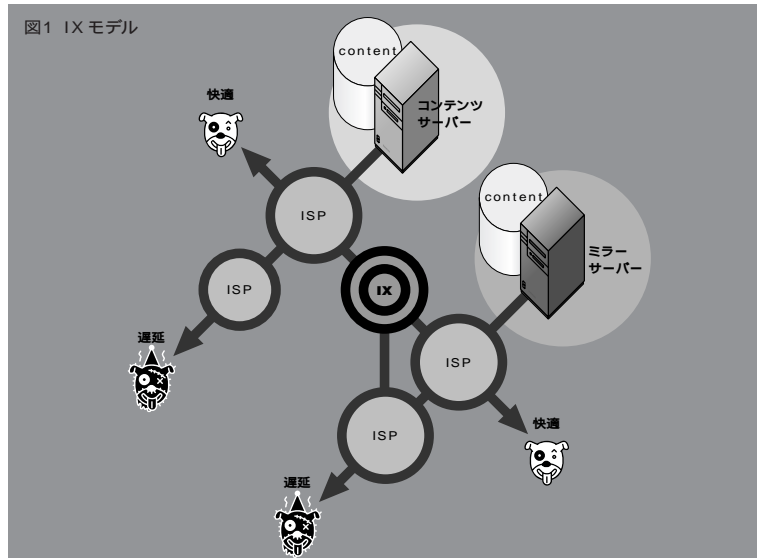 図1 IXモデル
content
コンテンツ
サーバー
快適
ISP
content
ミラー
サーバー
ISP
IX
遅延
ISP
ISP
快適
遅延